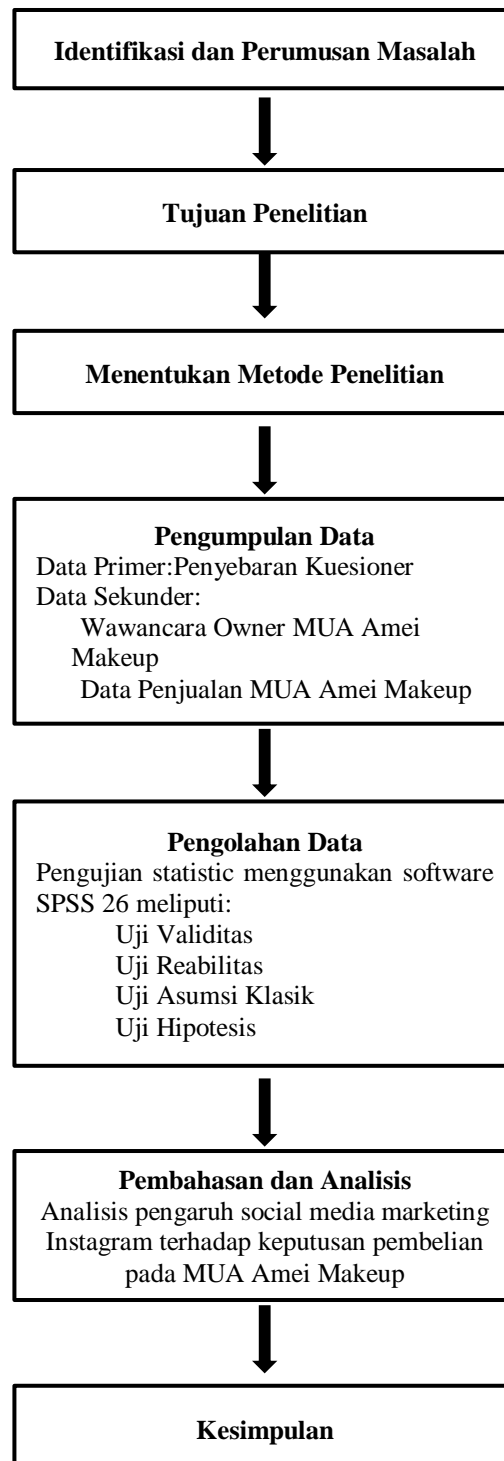 Identifikasi dan Perumusan Masalah
Tujuan Penelitian
Menentukan Metode Penelitian
Pengumpulan Data
Data Primer:Penyebaran Kuesioner
Data Sekunder:
Wawancara Owner MUA Amei
Makeup
Data Penjualan MUA Amei Makeup
Pengolahan Data
Pengujian statistic menggunakan software
SPSS 26 meliputi:
Uji Validitas
Uji Reabilitas
Uji Asumsi Klasik
Uji Hipotesis
Pembahasan dan Analisis
Analisis pengaruh social media marketing
Instagram terhadap keputusan pembelian
pada MUA Amei Makeup
Kesimpulan